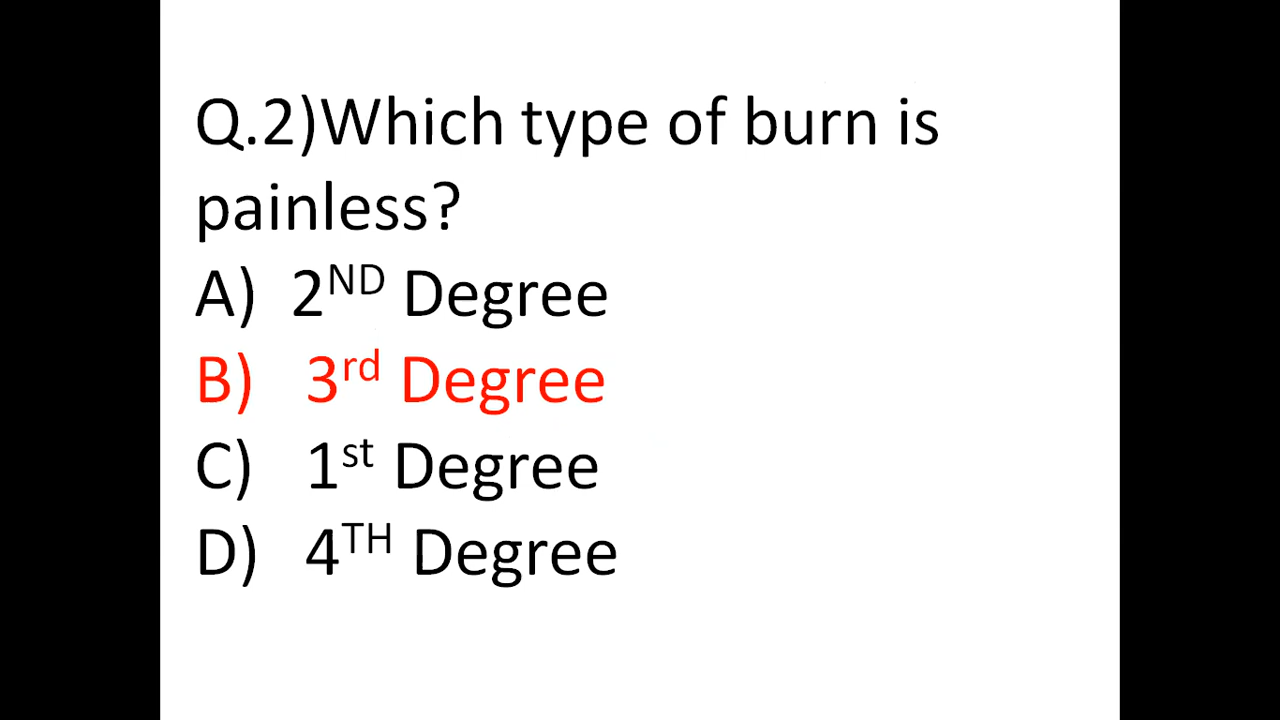 Q.2)Which type of burn is
painless?
A) 2ND Degree
B) 3rd Degree
C) 1st Degree
D) 4TH Degree